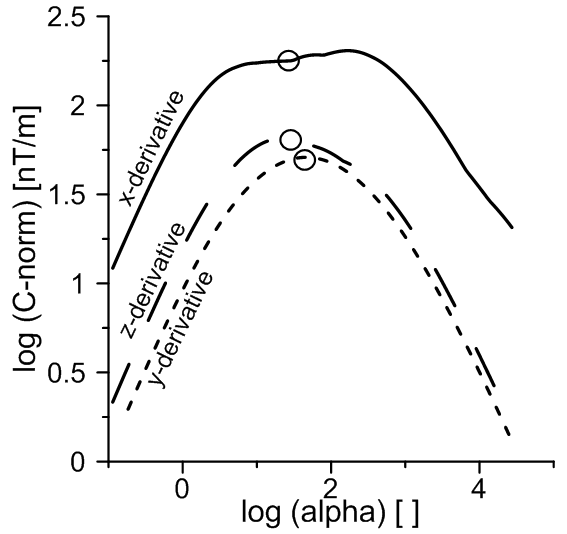 2.5
2
1.5
1
0.5
0
log (C-norm) [nT/m]
x-derivative
z-derivative
y-derivative
0
2
4
log (alpha) [ ]